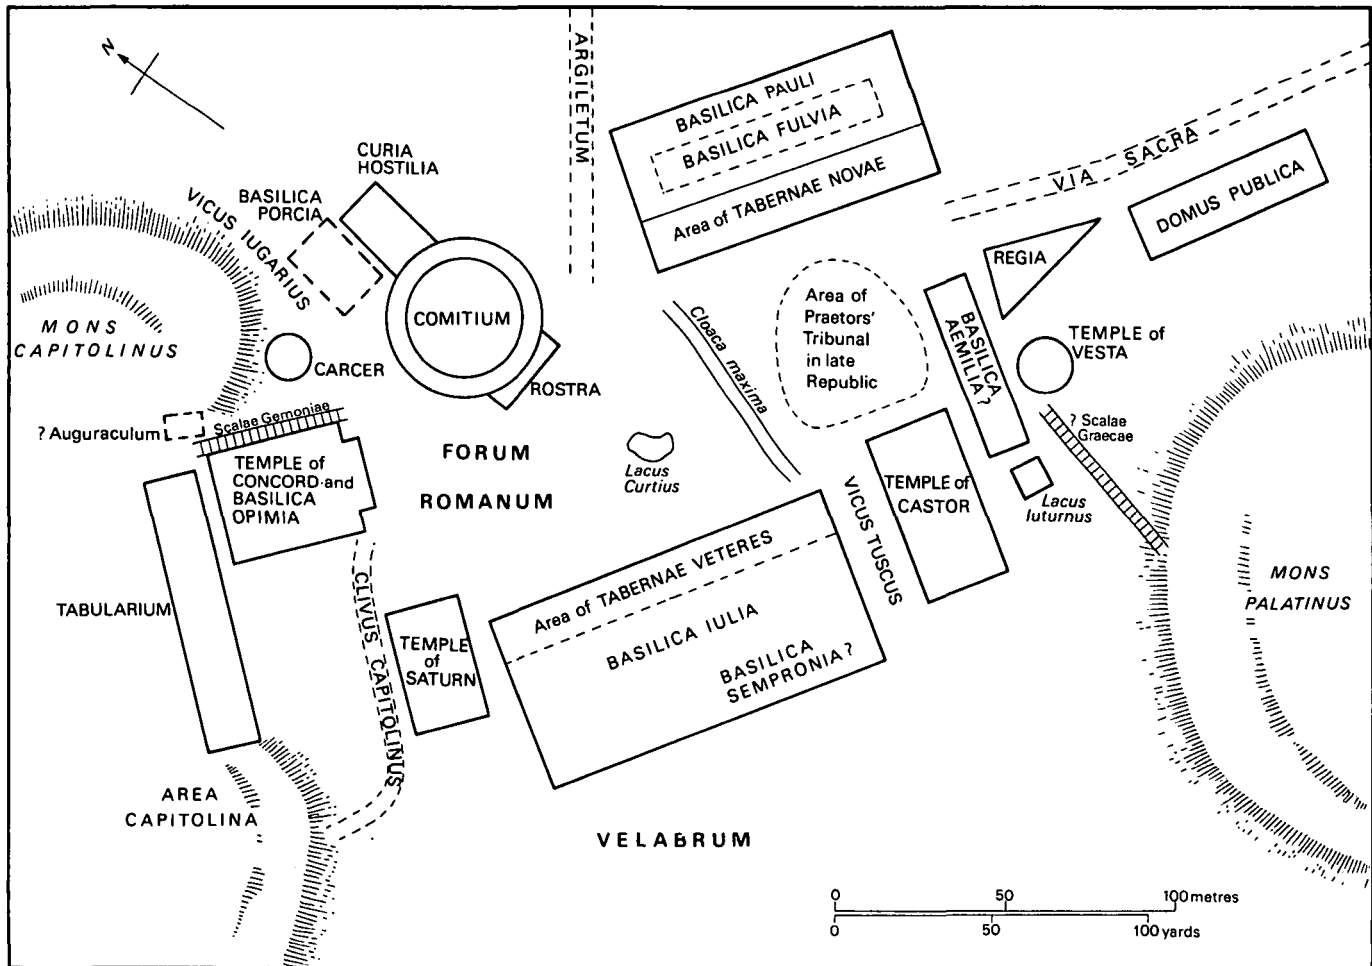 N
ARGILETUM
BASILICA PAULI
BASILICA FULVIA
Area of TABERNAE NOVAE
VIA SACRA
DOMUS PUBLICA
CURIA
HOSTILIA
BASILICA
PORCIA
VICUS IUGARIUS
COMITIUM
ROSTRA
MONS
CAPITOLINUS
CARCER
? Auguraculum
Scalae Gemoniae
TEMPLE of
CONCORD and
BASILICA
OPIMIA
TABULARIUM
FORUM
ROMANUM
Lacus
Curtius
Cloaca maxima
Area of
Praetors'
Tribunal
in late
Republic
REGIA
BASILICA
AEMILIA?
TEMPLE of
VESTA
? Scalae
Graecae
TEMPLE of
CASTOR
Lacus
Iuturnus
VICUS TUSCUS
MONS
PALATINUS
CLIVUS CAPITOLINUS
TEMPLE
of
SATURN
Area of TABERNAE VETERES
BASILICA IULIA
BASILICA
SEMPRONIA?
AREA
CAPITOLINA
VELABRUM
0 50 100 metres
0 50 100 yards